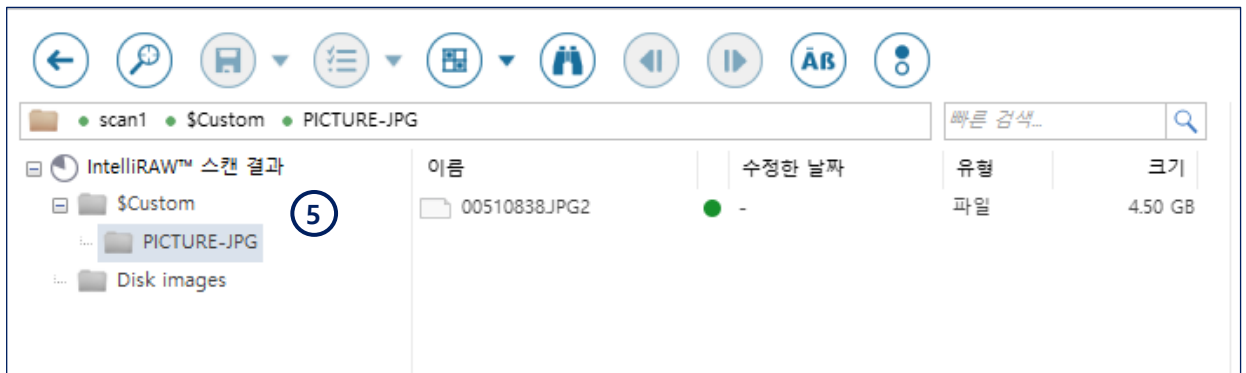 Āß
scan1 $Custom PICTURE-JPG 빠른 검색...
IntelliRAW™ 스캔 결과 이름 수정한 날짜 유형 크기
$Custom 5 00510838.JPG2 - 파일 4.50 GB
PICTURE-JPG
Disk images